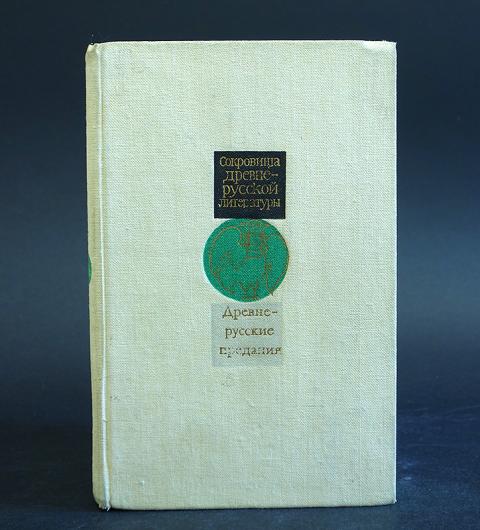 Сокровища
древне-
русской
литературы
Древне-
русские
предания